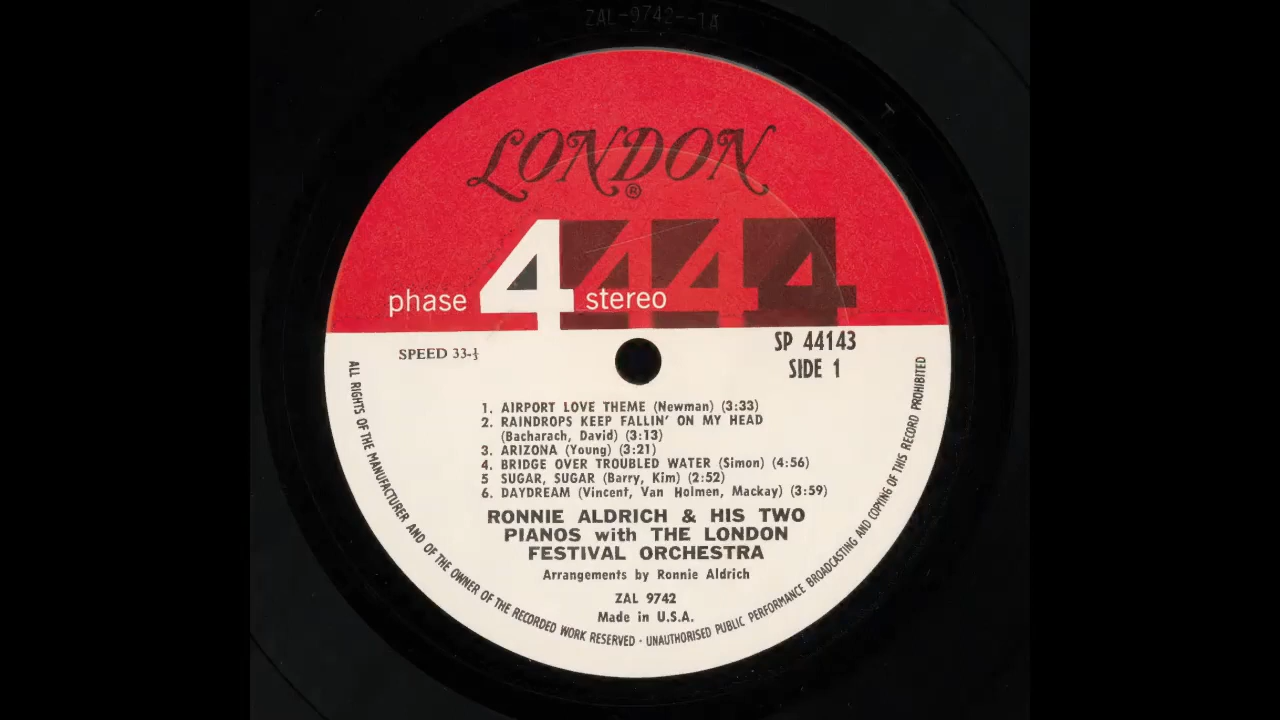 ZAL-9742--1A
LONDON
®
phase 4 stereo 444
SP 44143
SPEED 33-⅓
SIDE 1
1. AIRPORT LOVE THEME (Newman) (3:33)
2. RAINDROPS KEEP FALLIN' ON MY HEAD
(Bacharach, David) (3:13)
3. ARIZONA (Young) (3:21)
4. BRIDGE OVER TROUBLED WATER (Simon) (4:56)
5 SUGAR, SUGAR (Barry, Kim) (2:52)
6. DAYDREAM (Vincent, Van Holmen, Mackay) (3:59)
RONNIE ALDRICH & HIS TWO
PIANOS with THE LONDON
FESTIVAL ORCHESTRA
Arrangements by Ronnie Aldrich
ZAL 9742
Made in U.S.A.
ALL RIGHTS OF THE MANUFACTURER AND OF THE OWNER OF THE RECORDED WORK RESERVED · UNAUTHORISED PUBLIC PERFORMANCE BROADCASTING AND COPYING OF THIS RECORD PROHIBITED